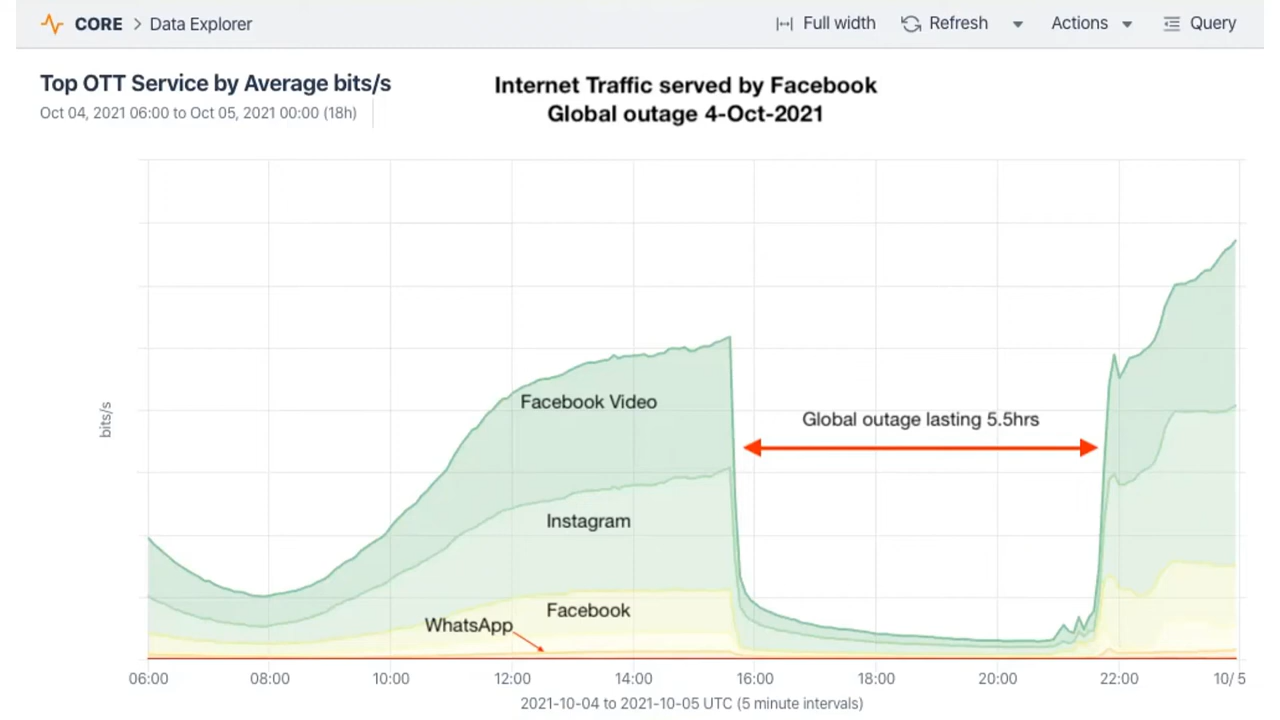 CORE > Data Explorer
Full width Refresh Actions Query
Top OTT Service by Average bits/s
Oct 04, 2021 06:00 to Oct 05, 2021 00:00 (18h)
Internet Traffic served by Facebook
Global outage 4-Oct-2021
bits/s
Facebook Video
Global outage lasting 5.5hrs
Instagram
Facebook
WhatsApp
06:00 08:00 10:00 12:00 14:00 16:00 18:00 20:00 22:00 10/5
2021-10-04 to 2021-10-05 UTC (5 minute intervals)